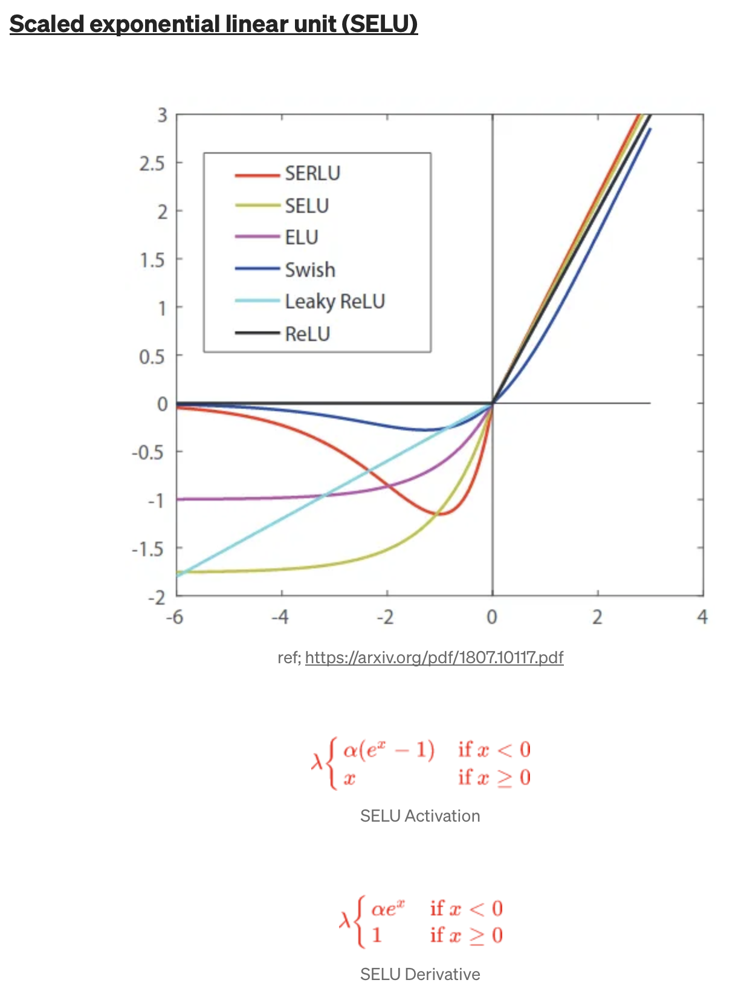 Scaled exponential linear unit (SELU)
3
2.5
2
1.5
1
0.5
0
-0.5
-1
-1.5
-2
SERLU
SELU
ELU
Swish
Leaky ReLU
ReLU
-6 -4 -2 0 2 4
ref; https://arxiv.org/pdf/1807.10117.pdf
λ{ α(eˣ − 1) if x < 0
x if x ≥ 0
SELU Activation
λ{ αeˣ if x < 0
1 if x ≥ 0
SELU Derivative